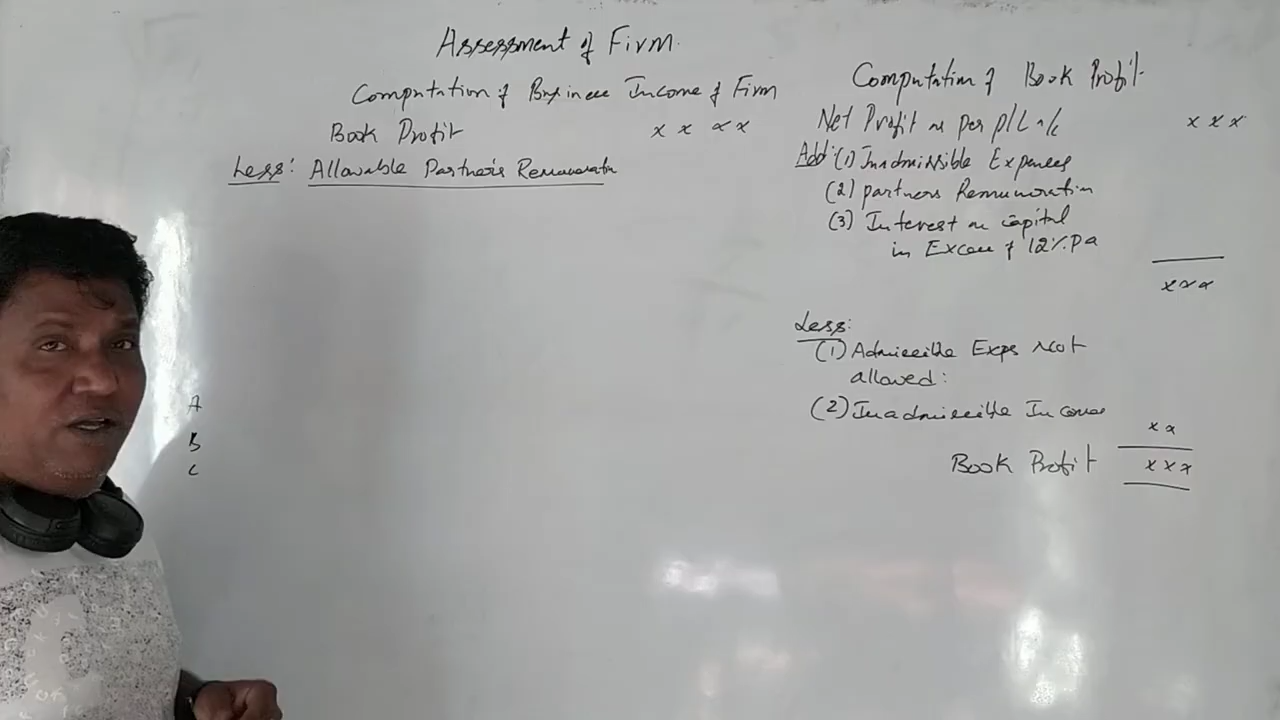 Assessment of Firm.
Computation of Business Income of Firm
Book Profit x x x x
Less: Allowable Partner's Remuneration
A
B
C
Computation of Book Profit
Net Profit as per P/L a/c x x x
Add: (1) Inadmissible Expenses
(2) Partners Remuneration
(3) Interest on capital
in Excess of 12% Pa
x x x
Less:
(1) Admissible Exps Not
allowed:
(2) Inadmissible Incomes
x x
Book Profit x x x